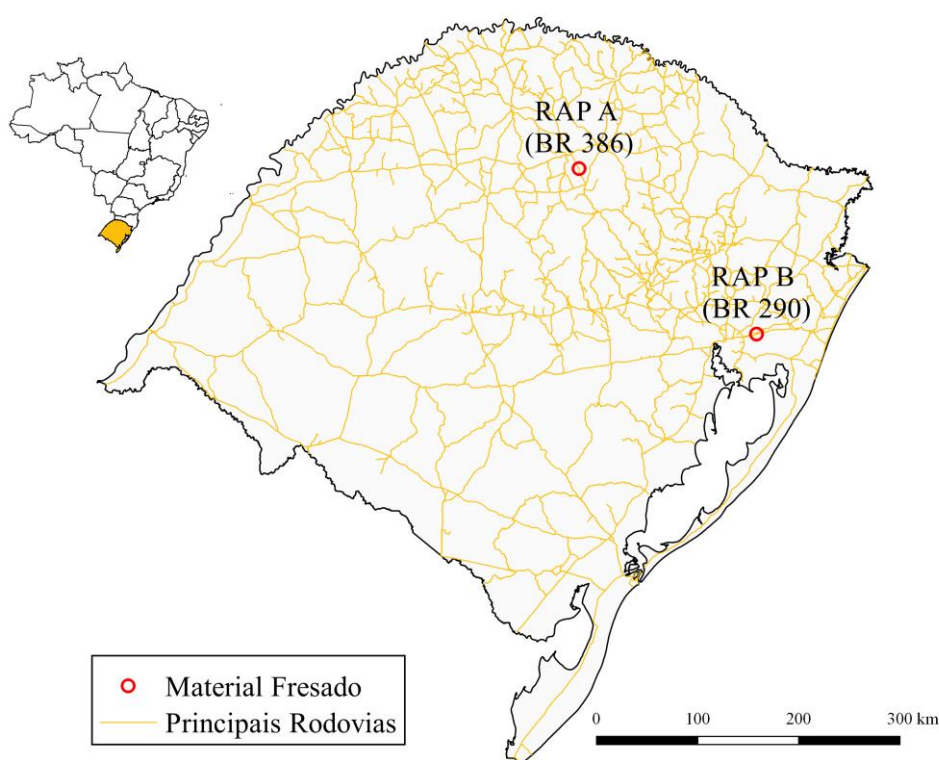 RAP A
(BR 386)
RAP B
(BR 290)
Material Fresado
Principais Rodovias
0 100 200 300 km